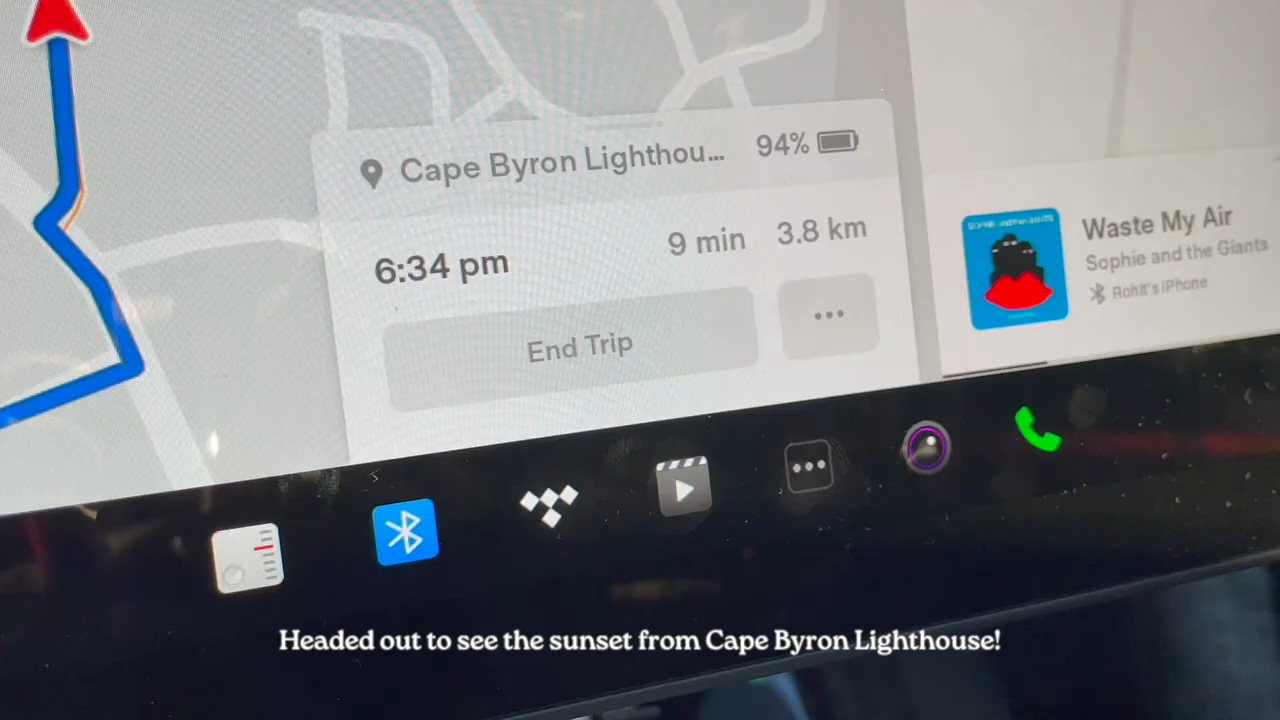 Cape Byron Lighthou...
94%
6:34 pm
9 min
3.8 km
End Trip
Waste My Air
Sophie and the Giants
Rohit's iPhone
Headed out to see the sunset from Cape Byron Lighthouse!